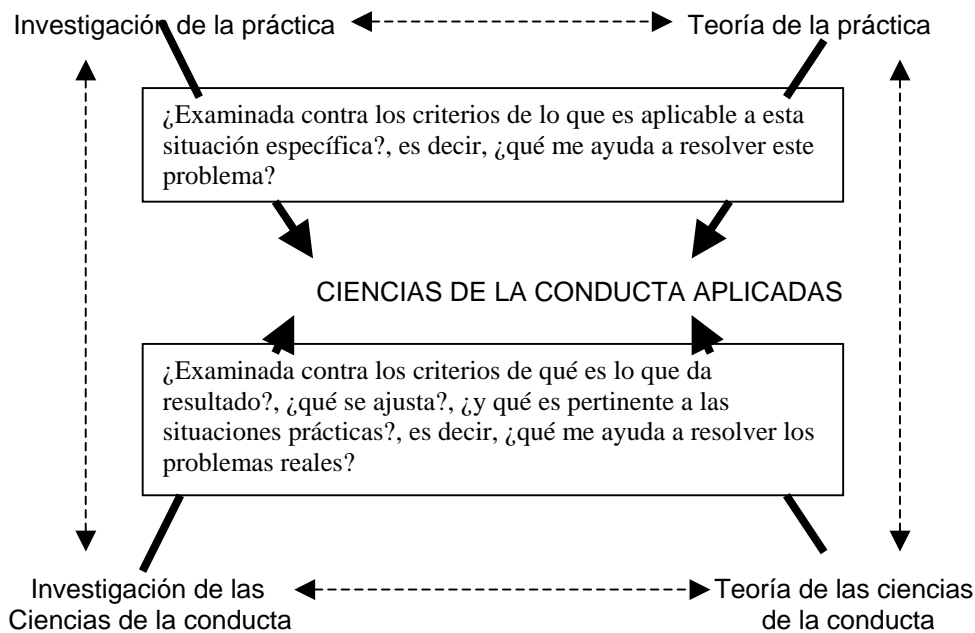 Investigación de la práctica
Teoría de la práctica
¿Examinada contra los criterios de lo que es aplicable a esta
situación específica?, es decir, ¿qué me ayuda a resolver este
problema?
CIENCIAS DE LA CONDUCTA APLICADAS
¿Examinada contra los criterios de qué es lo que da
resultado?, ¿qué se ajusta?, ¿y qué es pertinente a las
situaciones prácticas?, es decir, ¿qué me ayuda a resolver los
problemas reales?
Investigación de las
Ciencias de la conducta
Teoría de las ciencias
de la conducta